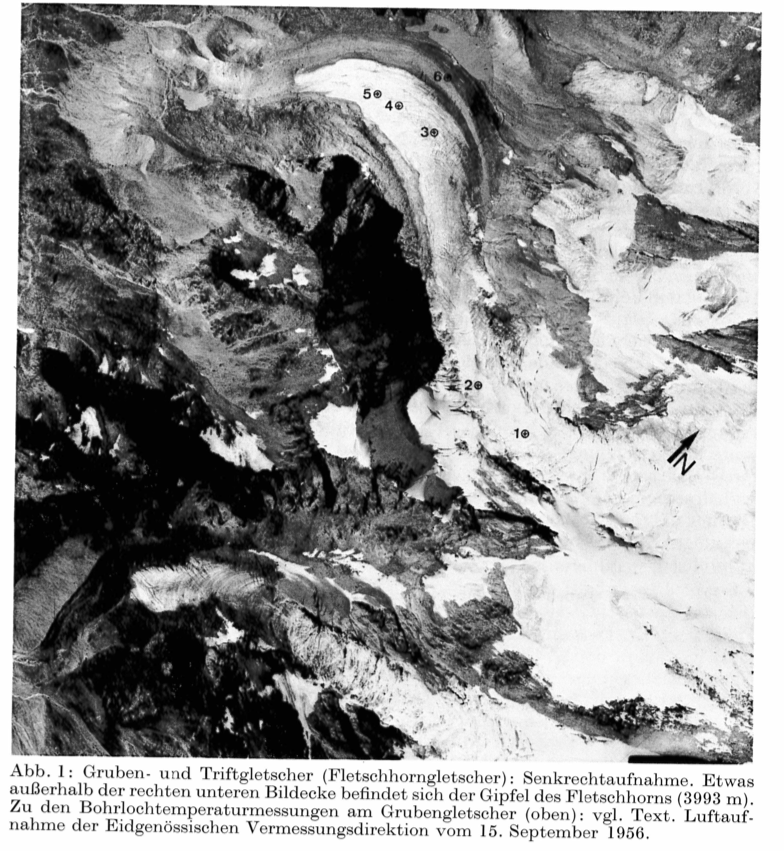 6
5
4
3
2
1
N
Abb. 1: Gruben- und Triftgletscher (Fletschhorngletscher): Senkrechtaufnahme. Etwas
außerhalb der rechten unteren Bildecke befindet sich der Gipfel des Fletschhorns (3993 m).
Zu den Bohrlochtemperaturmessungen am Grubengletscher (oben): vgl. Text. Luftauf-
nahme der Eidgenössischen Vermessungsdirektion vom 15. September 1956.